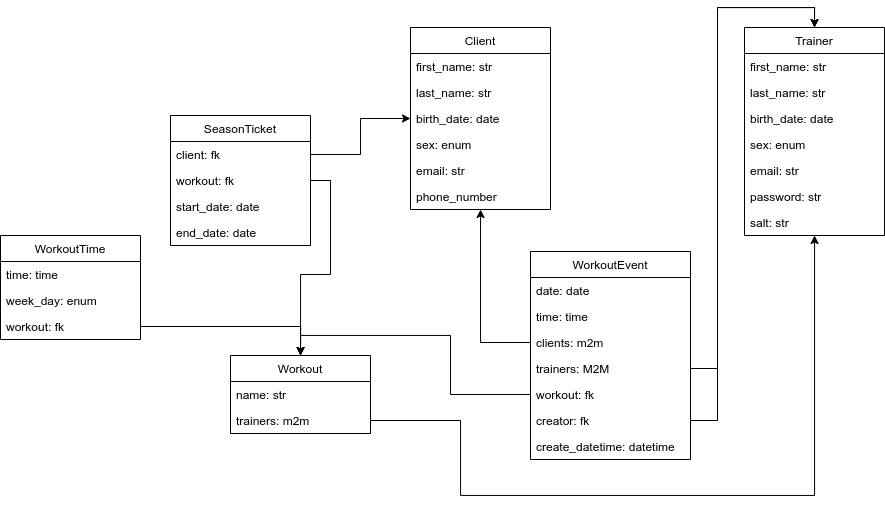 Client
first_name: str
last_name: str
birth_date: date
sex: enum
email: str
phone_number
Trainer
first_name: str
last_name: str
birth_date: date
sex: enum
email: str
password: str
salt: str
SeasonTicket
client: fk
workout: fk
start_date: date
end_date: date
WorkoutTime
time: time
week_day: enum
workout: fk
WorkoutEvent
date: date
time: time
clients: m2m
trainers: M2M
workout: fk
creator: fk
create_datetime: datetime
Workout
name: str
trainers: m2m